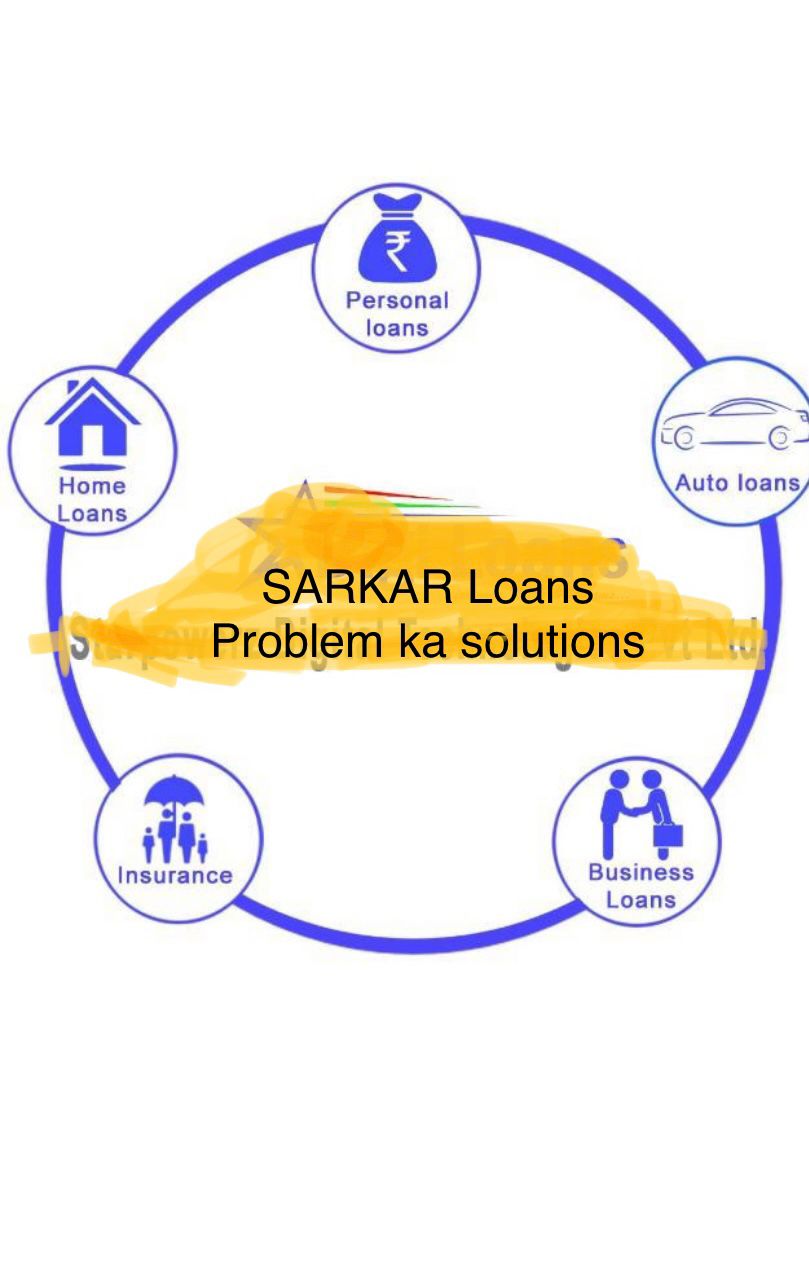 ₹
Personal
loans
Home
Loans
Auto loans
SARKAR Loans
Problem ka solutions
Insurance
Business
Loans